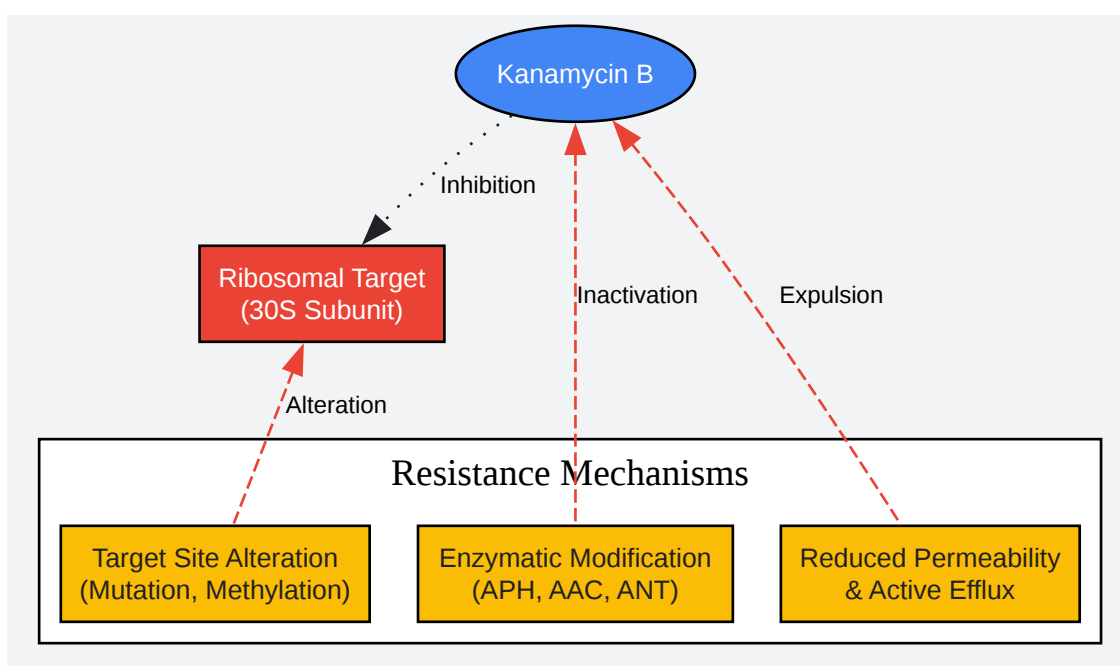 Kanamycin B
Inhibition
Ribosomal Target
(30S Subunit)
Inactivation
Expulsion
Alteration
Resistance Mechanisms
Target Site Alteration
(Mutation, Methylation)
Enzymatic Modification
(APH, AAC, ANT)
Reduced Permeability
& Active Efflux